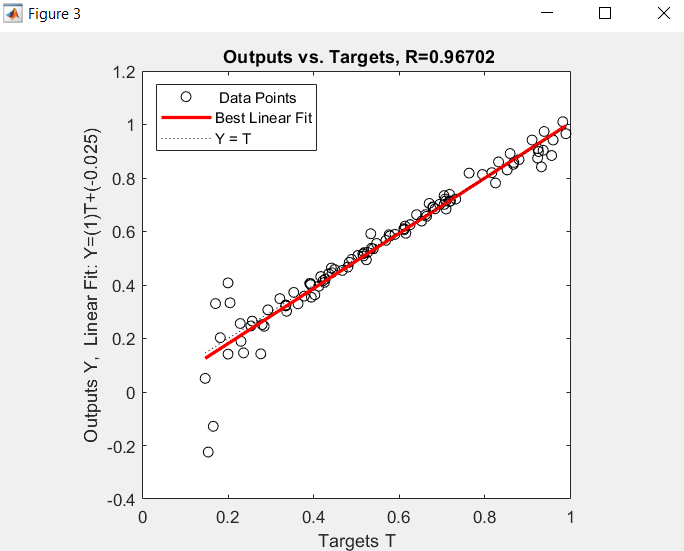 Figure 3
Outputs vs. Targets, R=0.96702
Data Points
Best Linear Fit
Y = T
Outputs Y, Linear Fit: Y=(1)T+(-0.025)
1.2
1
0.8
0.6
0.4
0.2
0
-0.2
-0.4
0 0.2 0.4 0.6 0.8 1
Targets T